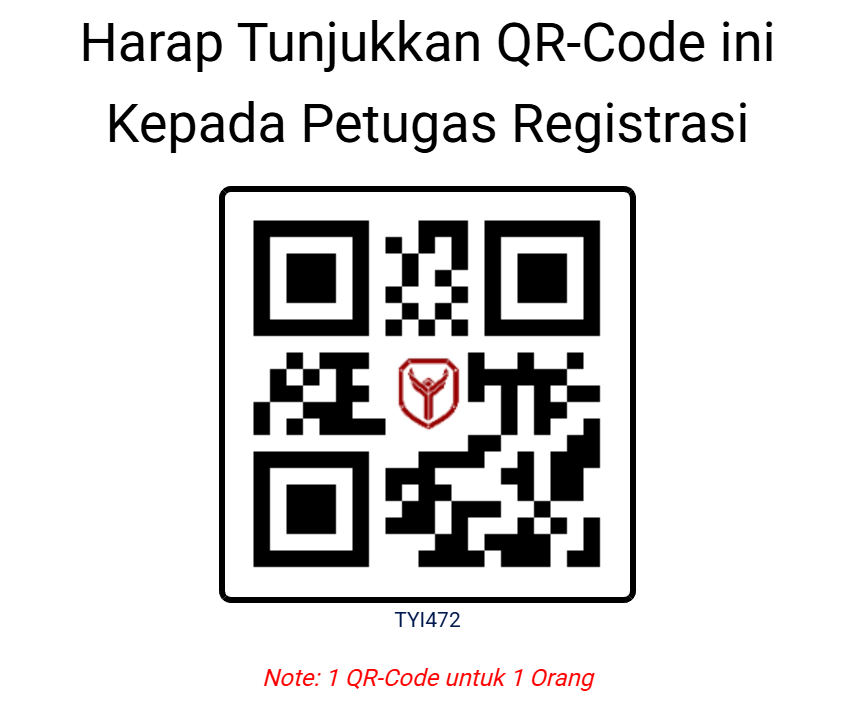 Harap Tunjukkan QR-Code ini
Kepada Petugas Registrasi
TYI472
Note: 1 QR-Code untuk 1 Orang